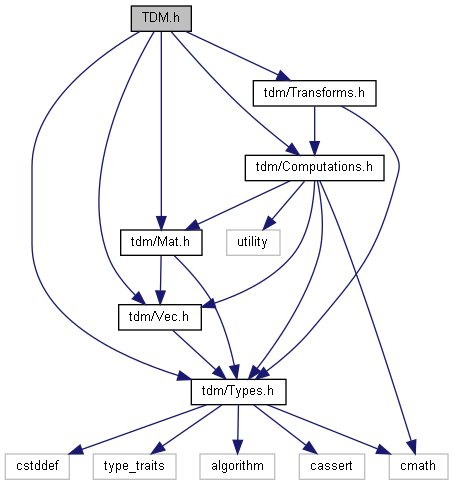 TDM.h
tdm/Transforms.h
tdm/Computations.h
tdm/Mat.h
utility
tdm/Vec.h
tdm/Types.h
cstddef
type_traits
algorithm
cassert
cmath